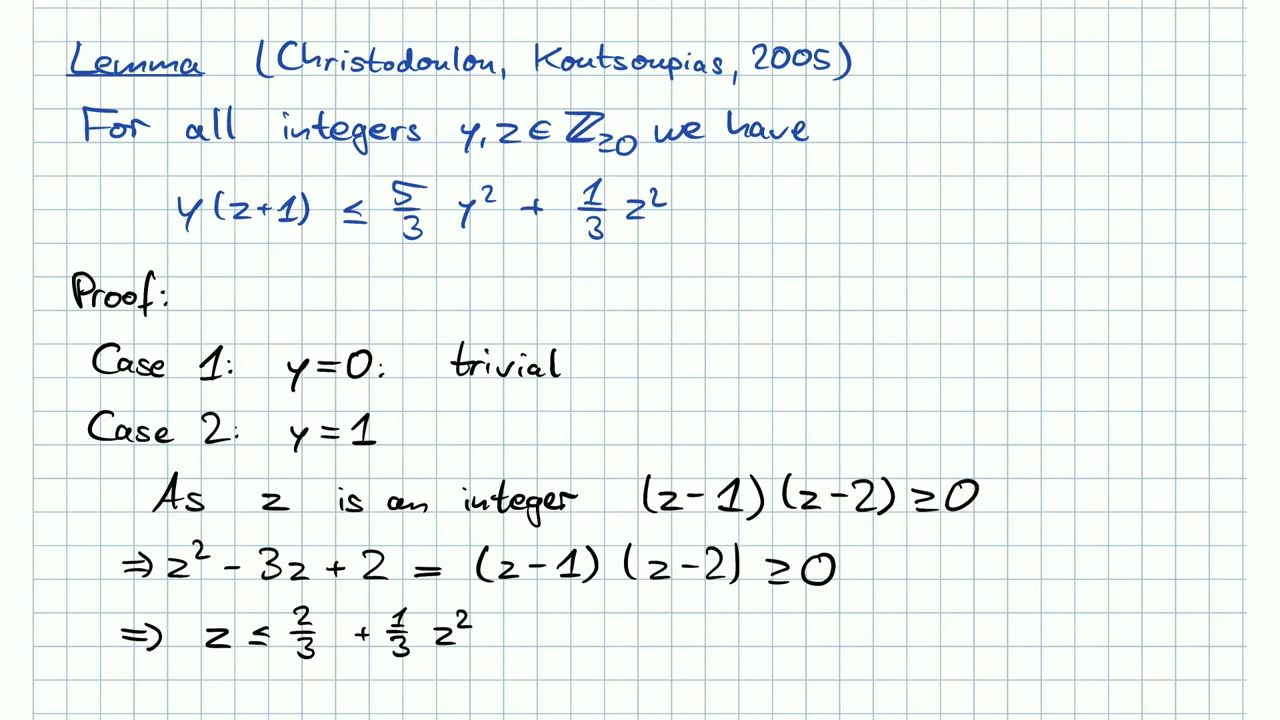 Lemma (Christodoulou, Koutsoupias, 2005)
For all integers y, z ∈ ℤ≥0 we have
y(z+1) ≤ 5/3 y² + 1/3 z²
Proof:
Case 1: y=0: trivial
Case 2: y=1
As z is an integer (z-1)(z-2) ≥ 0
⇒ z² - 3z + 2 = (z-1)(z-2) ≥ 0
⇒ z ≤ 2/3 + 1/3 z²